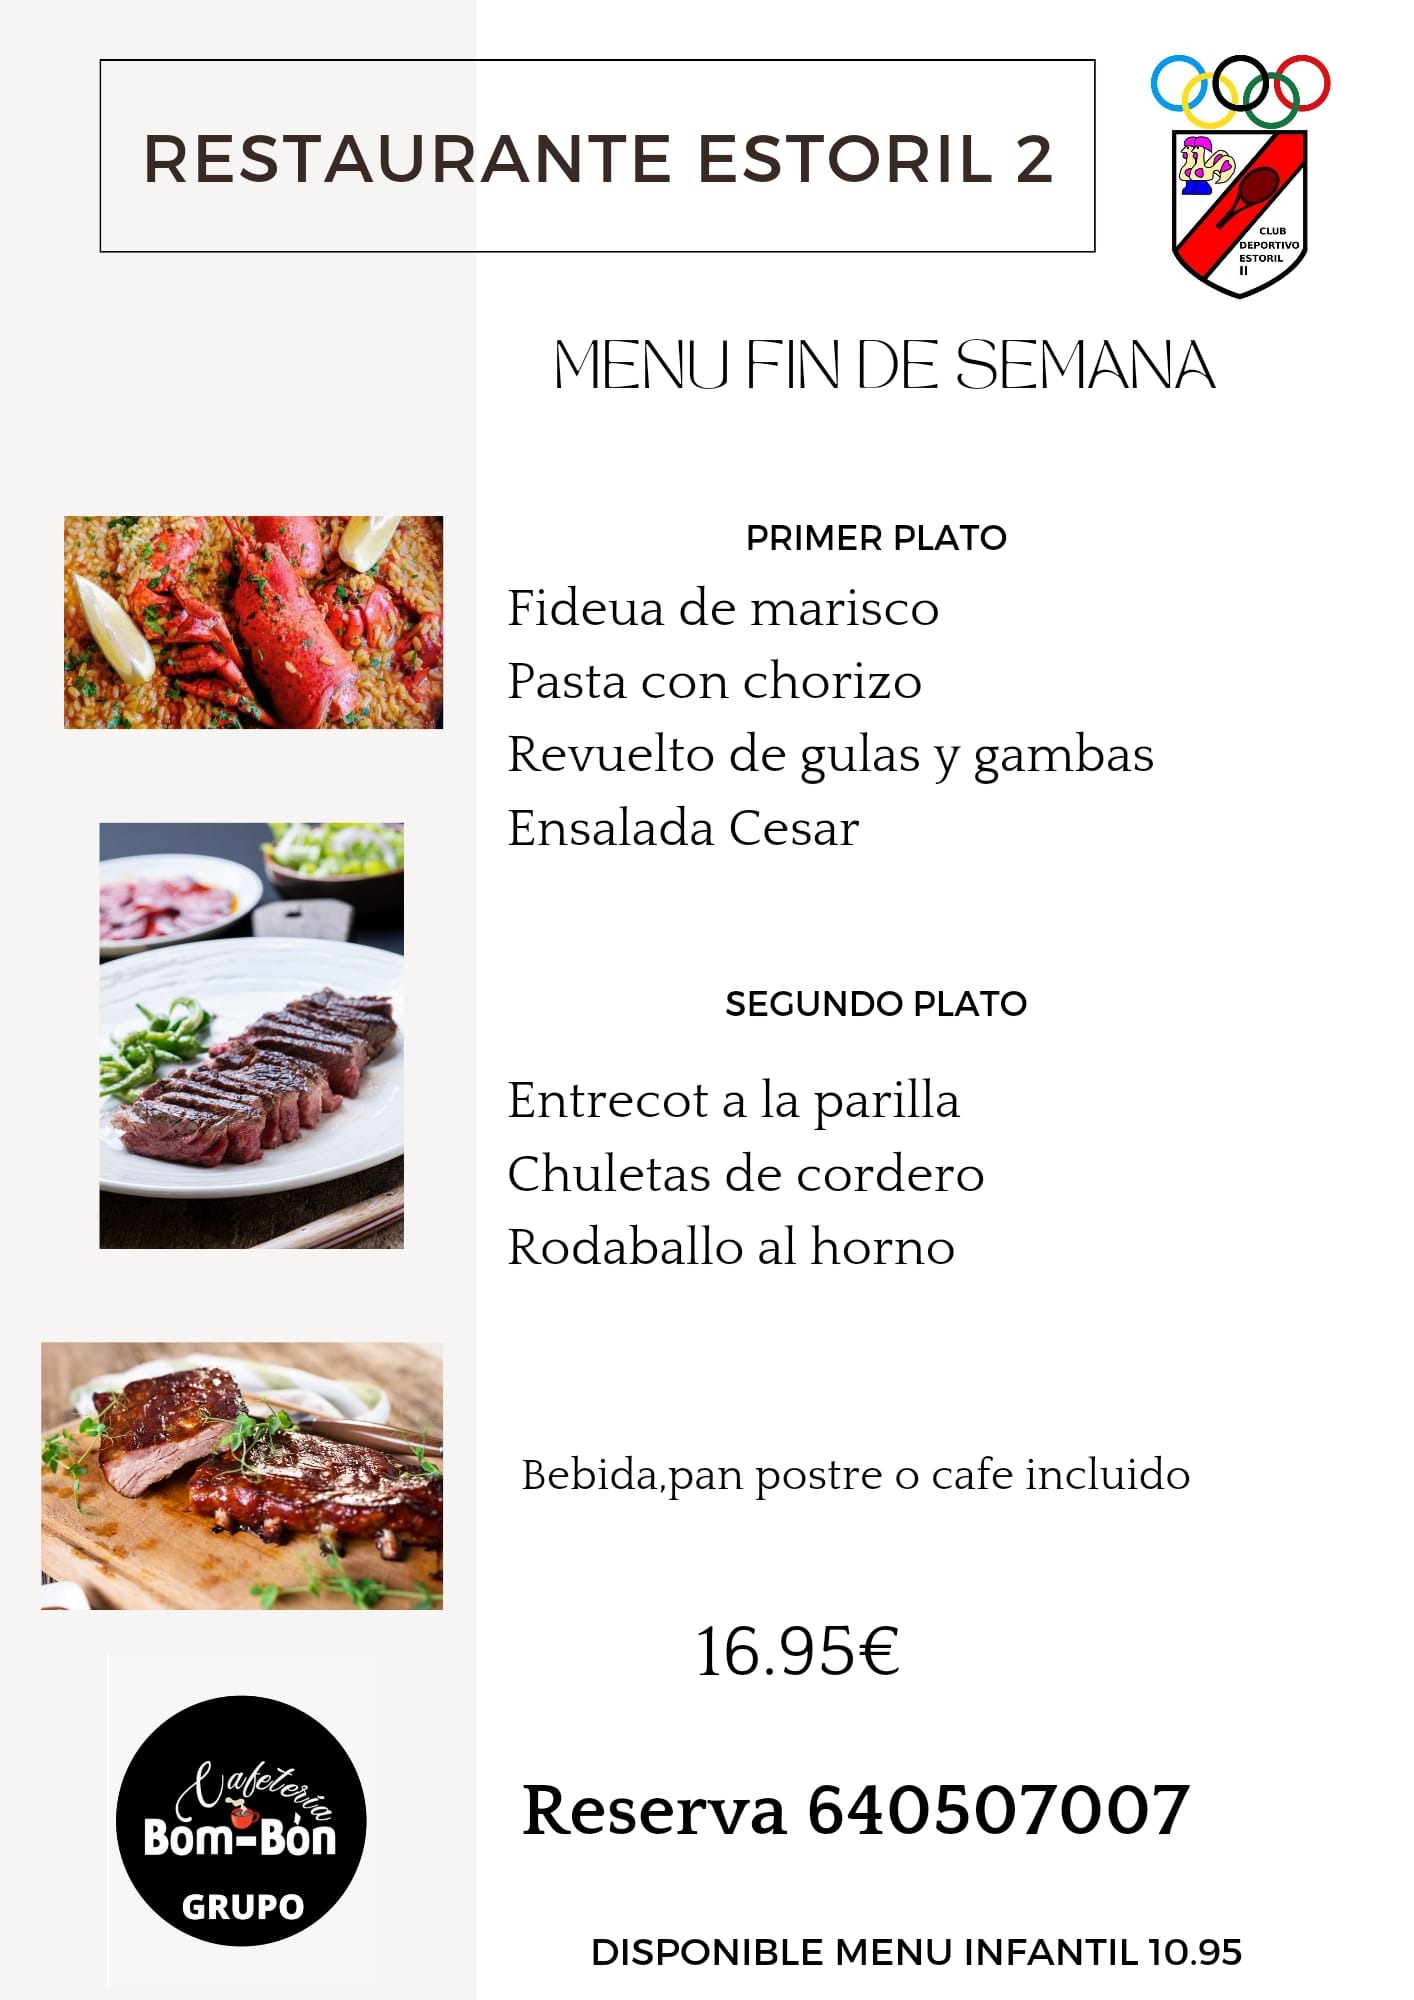 RESTAURANTE ESTORIL 2
CLUB
DEPORTIVO
ESTORIL
II
MENU FIN DE SEMANA
PRIMER PLATO
Fideua de marisco
Pasta con chorizo
Revuelto de gulas y gambas
Ensalada Cesar
SEGUNDO PLATO
Entrecot a la parilla
Chuletas de cordero
Rodaballo al horno
Bebida,pan postre o cafe incluido
16.95€
Cafetería
Bom-Bòn
GRUPO
Reserva 640507007
DISPONIBLE MENU INFANTIL 10.95